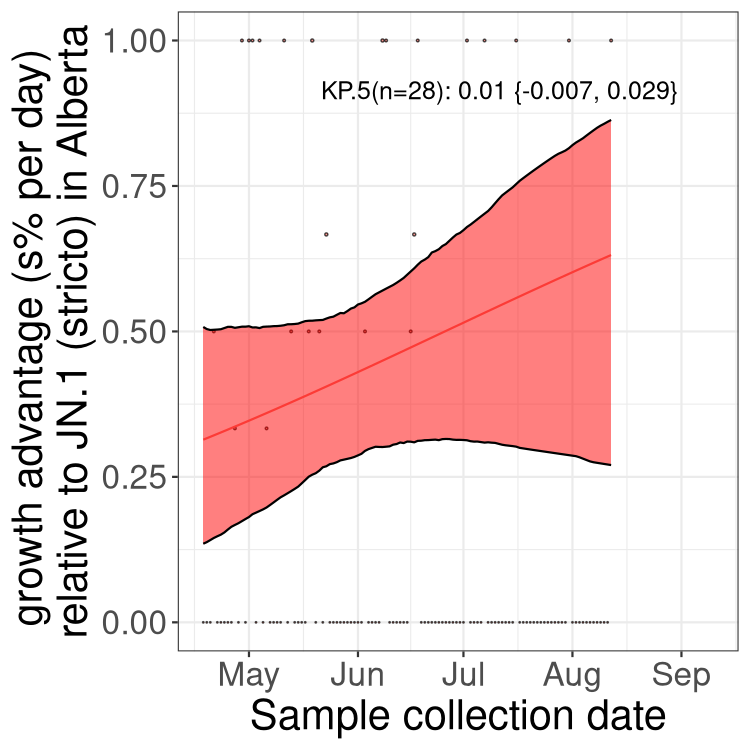 growth advantage (s% per day)
relative to JN.1 (stricto) in Alberta
1.00
0.75
0.50
0.25
0.00
KP.5(n=28): 0.01 {-0.007, 0.029}
May Jun Jul Aug Sep
Sample collection date